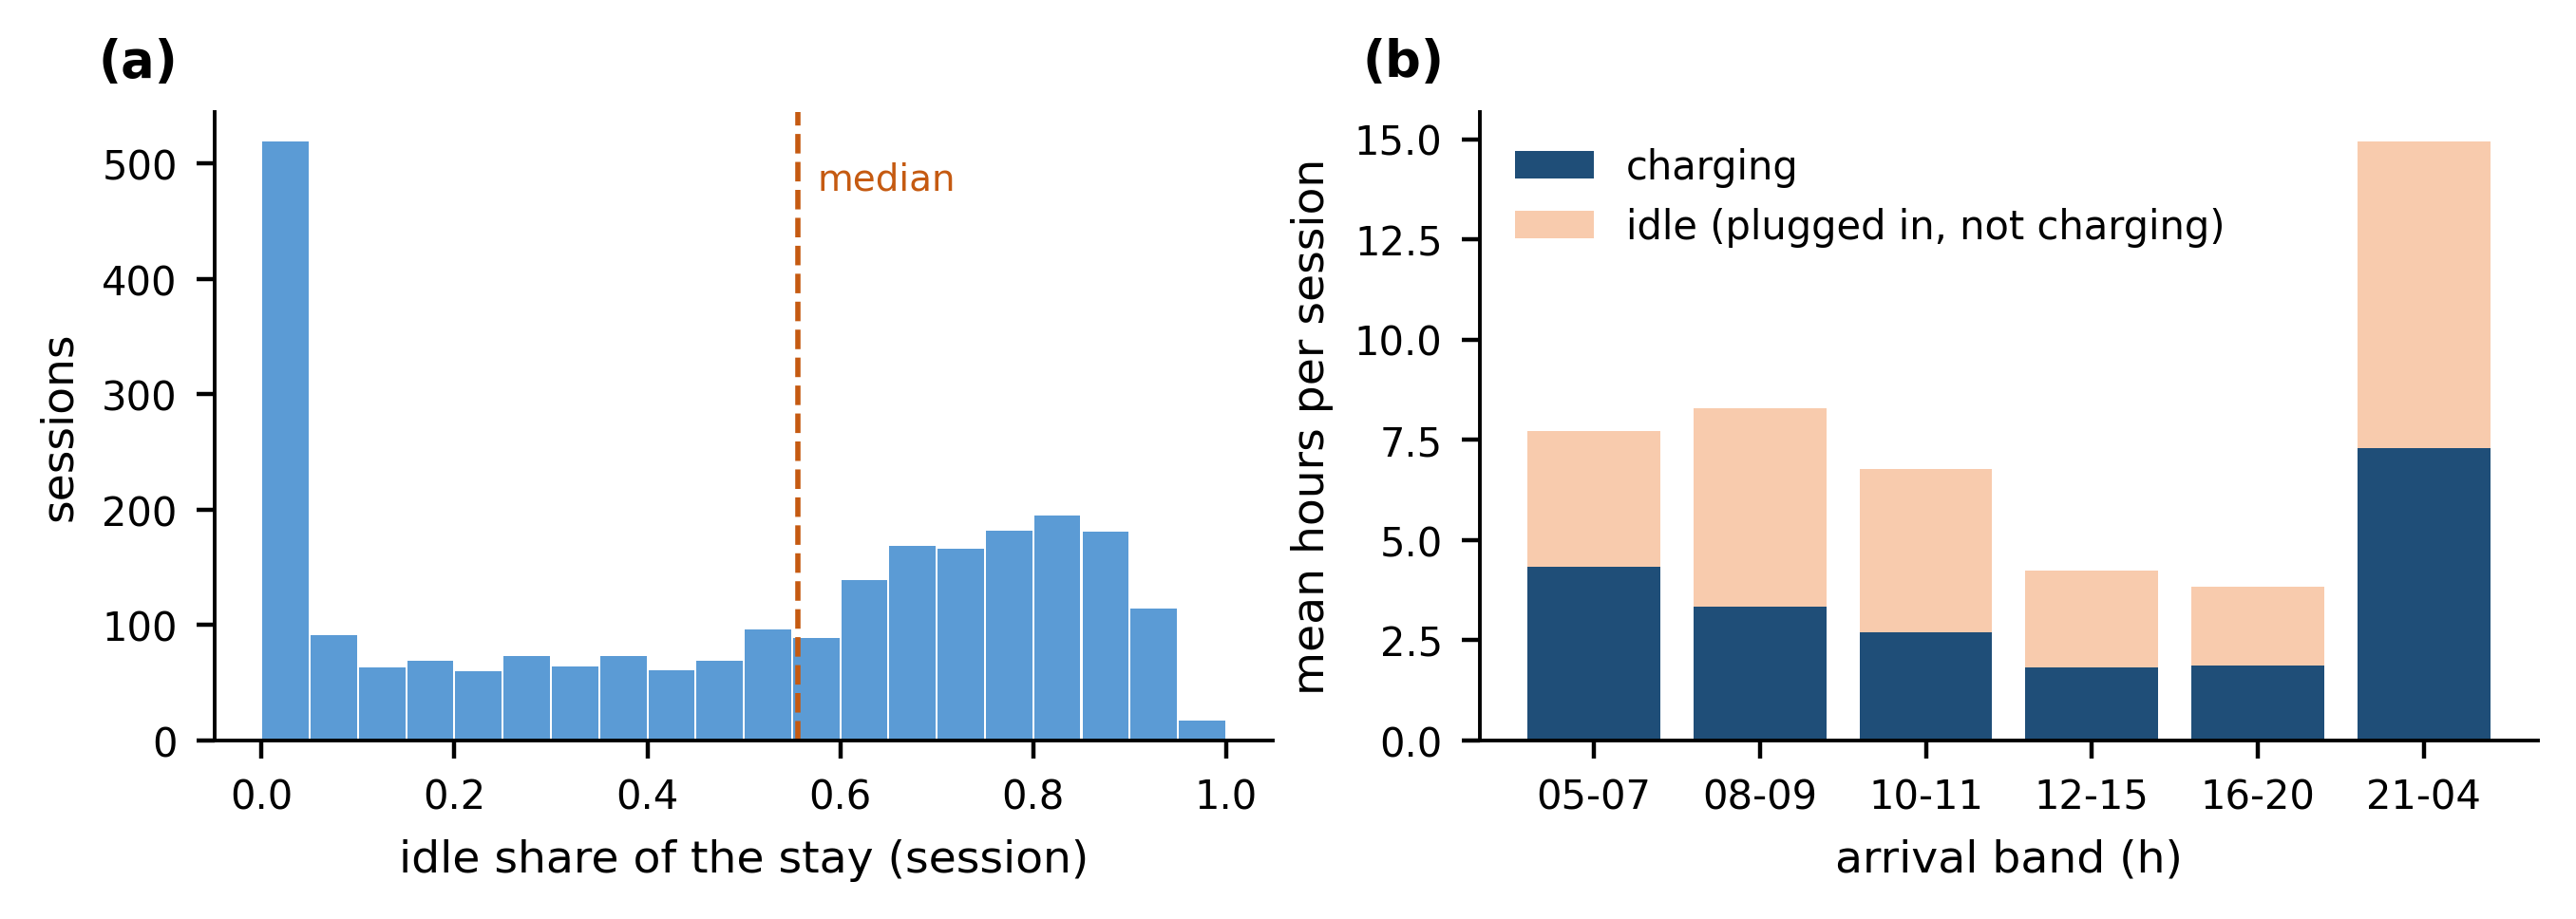 (a)
500
400
300
200
100
0
sessions
median
0.0 0.2 0.4 0.6 0.8 1.0
idle share of the stay (session)
(b)
15.0
12.5
10.0
7.5
5.0
2.5
0.0
mean hours per session
charging
idle (plugged in, not charging)
05-07 08-09 10-11 12-15 16-20 21-04
arrival band (h)